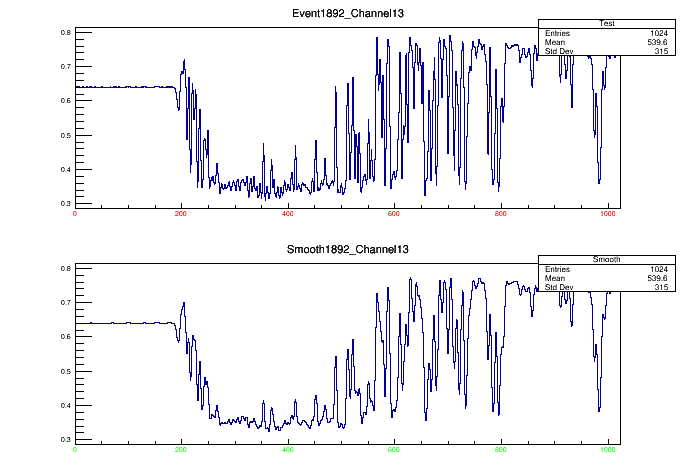 Event1892_Channel13
Test
Entries 1024
Mean 539.6
Std Dev 315
0.8
0.7
0.6
0.5
0.4
0.3
0 200 400 600 800 1000
Smooth1892_Channel13
Smooth
Entries 1024
Mean 539.6
Std Dev 315
0.8
0.7
0.6
0.5
0.4
0.3
0 200 400 600 800 1000